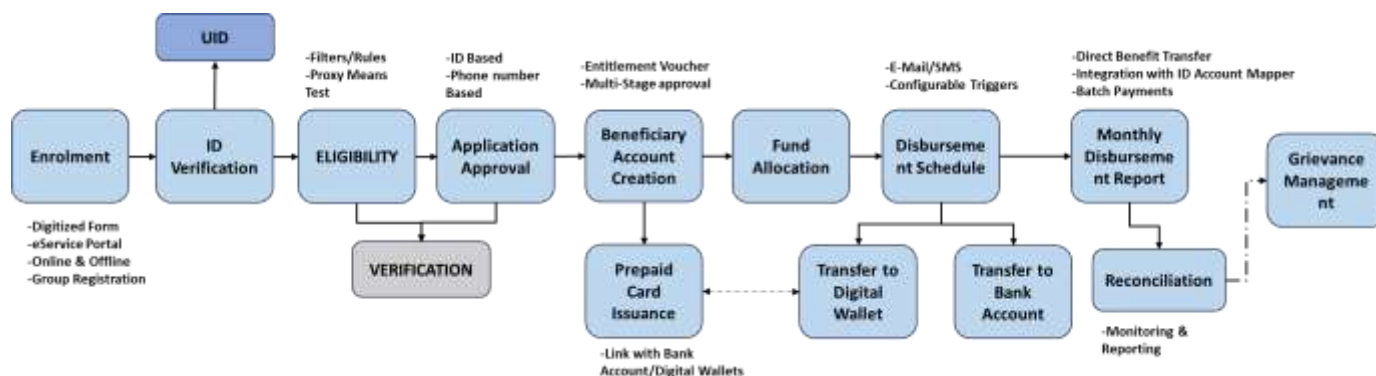 UID
-Filters/Rules
-Proxy Means
Test
-ID Based
-Phone number
Based
-Entitlement Voucher
-Multi-Stage approval
-E-Mail/SMS
-Configurable Triggers
-Direct Benefit Transfer
-Integration with ID Account Mapper
-Batch Payments
Enrolment
ID
Verification
ELIGIBILITY
Application
Approval
Beneficiary
Account
Creation
Fund
Allocation
Disburseme
nt Schedule
Monthly
Disburseme
nt Report
Grievance
Manageme
nt
-Digitized Form
-eService Portal
-Online & Offline
-Group Registration
VERIFICATION
Prepaid
Card
Issuance
Transfer to
Digital
Wallet
Transfer to
Bank
Account
Reconciliation
-Link with Bank
Account/Digital Wallets
-Monitoring &
Reporting